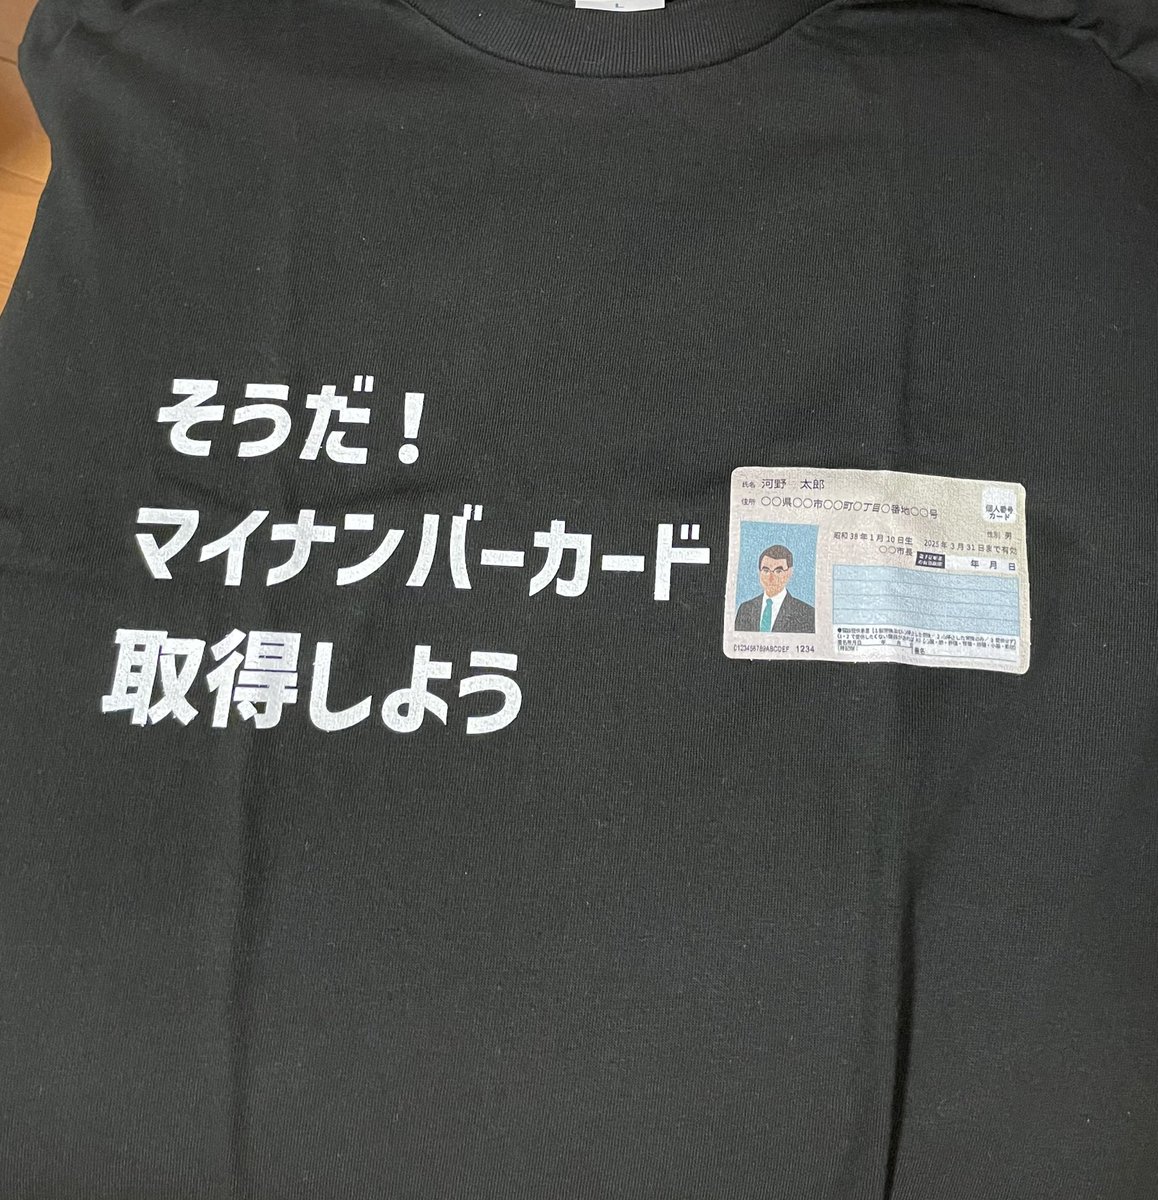 L
そうだ！
マイナンバーカード
取得しよう
氏名 河野 太郎
住所 〇〇県〇〇市〇〇町〇丁目〇番地〇〇号
個人番号
カード
性別 男
昭和38年1月10日生 2025年3月31日まで有効
〇〇市長
年 月 日
C123456789ABCDEF 1234